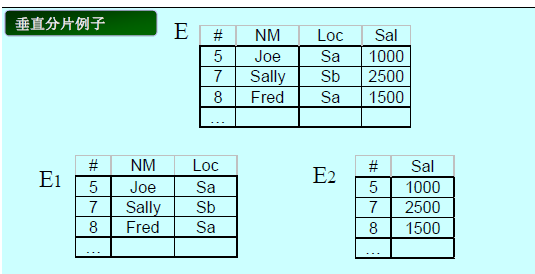 垂直分片例子
E
# NM Loc Sal
5 Joe Sa 1000
7 Sally Sb 2500
8 Fred Sa 1500
...
E1
# NM Loc
5 Joe Sa
7 Sally Sb
8 Fred Sa
...
E2
# Sal
5 1000
7 2500
8 1500
...